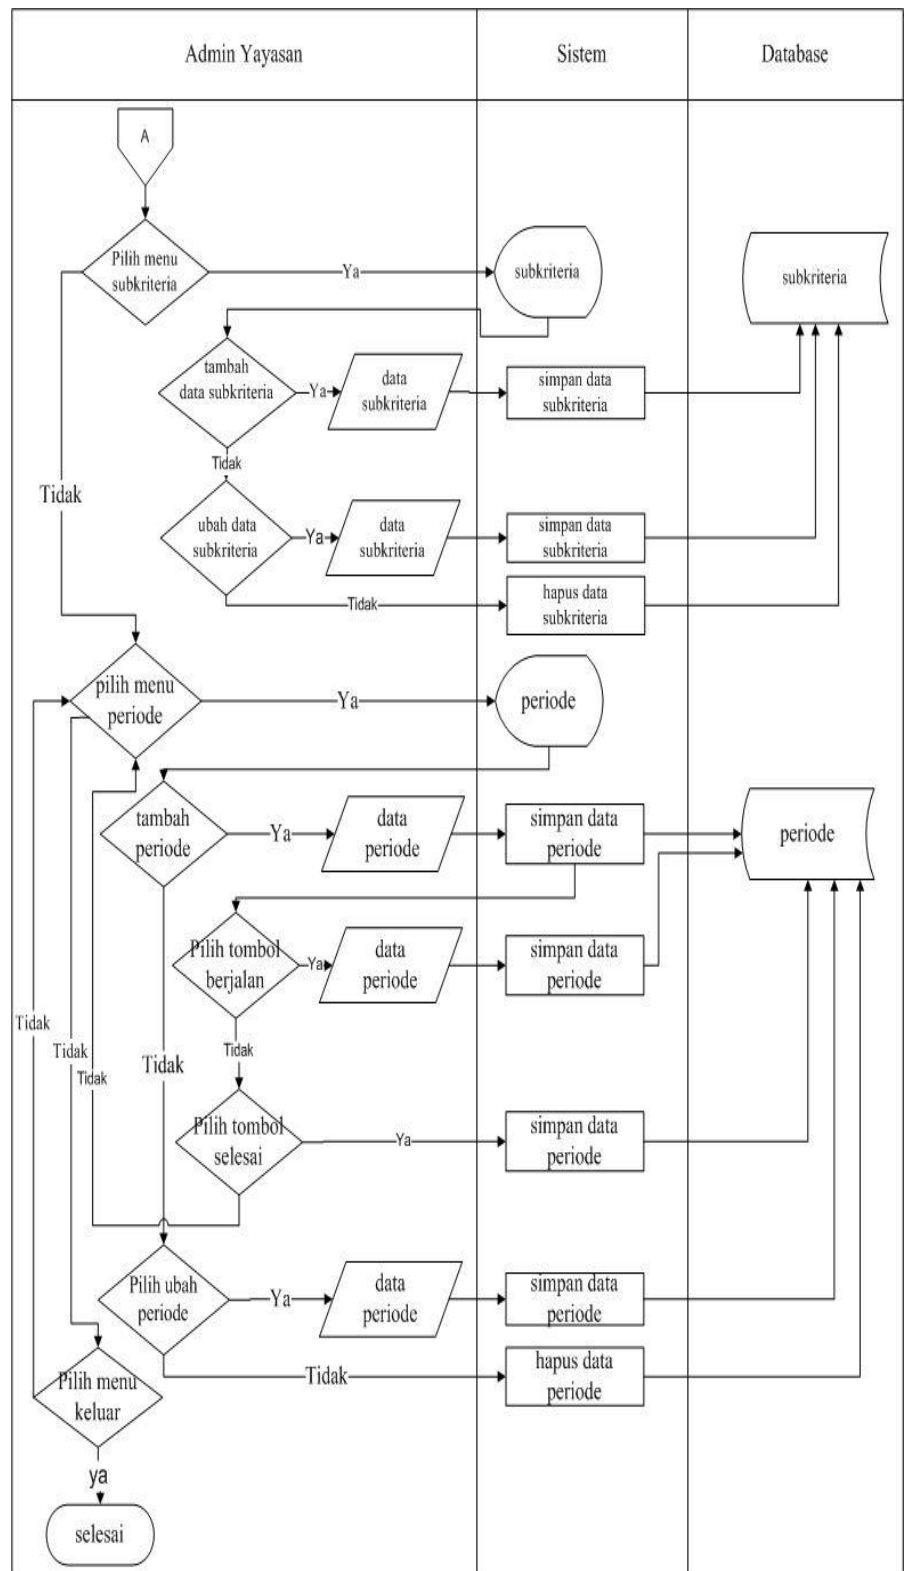 Admin Yayasan
Sistem
Database
A
Pilih menu
subkriteria
Ya
subkriteria
subkriteria
tambah
data subkriteria
Ya
data
subkriteria
simpan data
subkriteria
Tidak
Tidak
ubah data
subkriteria
Ya
data
subkriteria
simpan data
subkriteria
Tidak
hapus data
subkriteria
pilih menu
periode
Ya
periode
tambah
periode
Ya
data
periode
simpan data
periode
periode
Pilih tombol
berjalan
Ya
data
periode
simpan data
periode
Tidak
Tidak
Tidak
Tidak
Tidak
Pilih tombol
selesai
Ya
simpan data
periode
Pilih ubah
periode
Ya
data
periode
simpan data
periode
Tidak
hapus data
periode
Pilih menu
keluar
ya
selesai